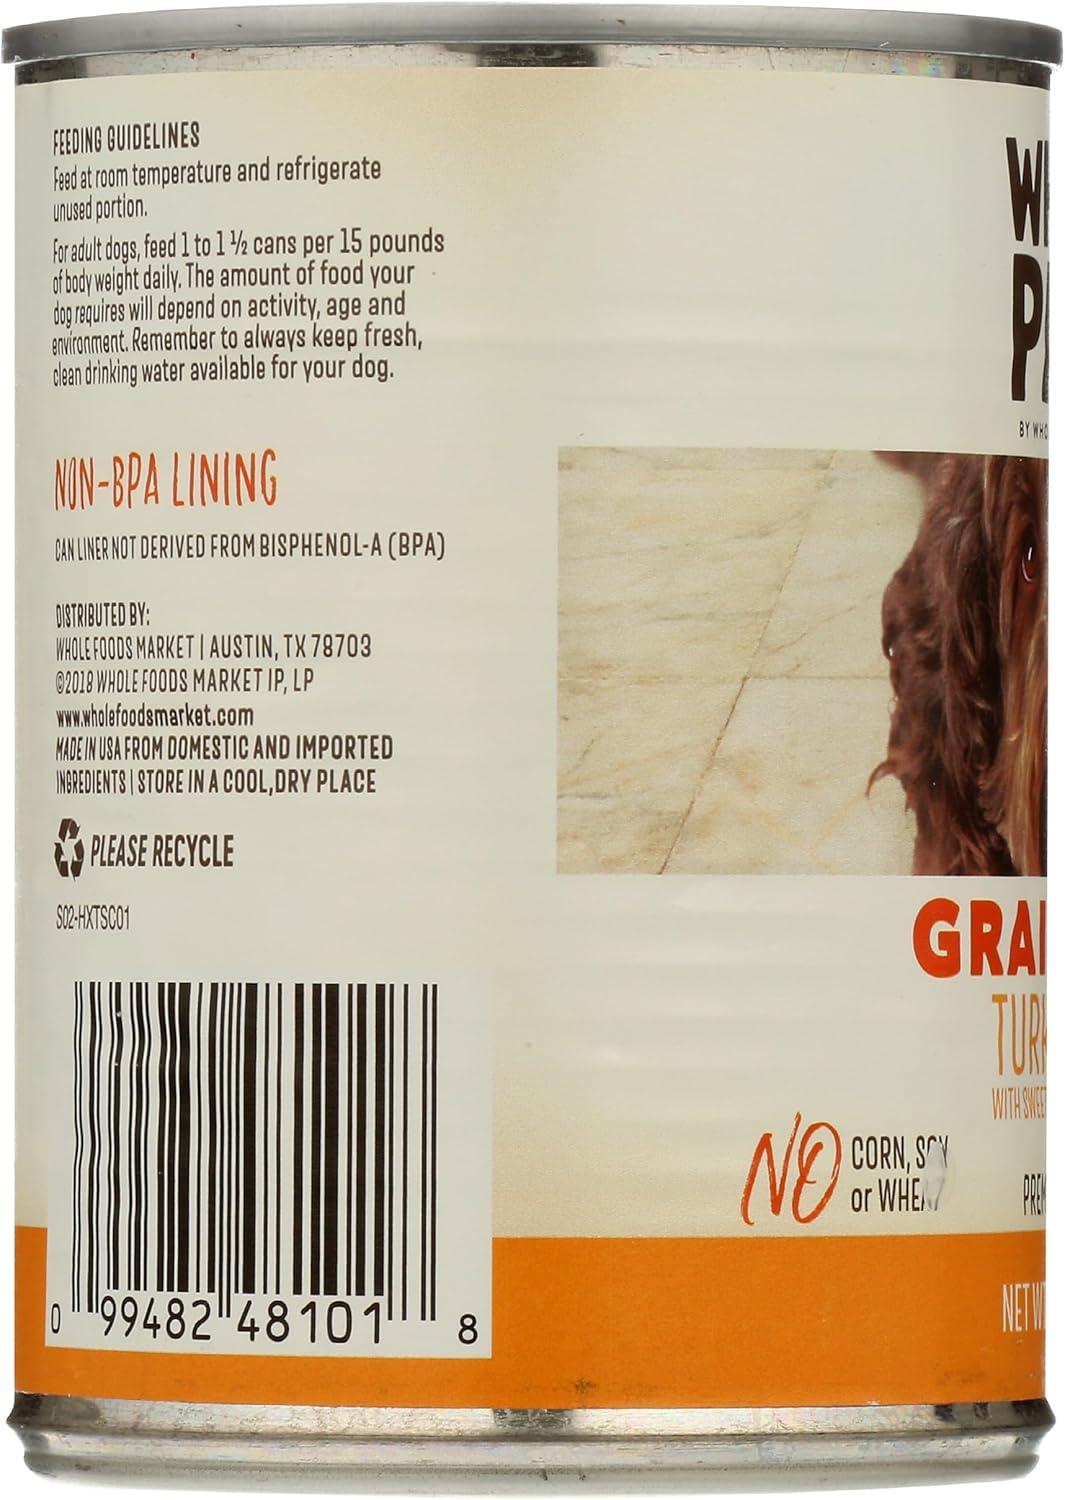 FEEDING GUIDELINES
Feed at room temperature and refrigerate
unused portion.
For adult dogs, feed 1 to 1 ½ cans per 15 pounds
of body weight daily. The amount of food your
dog requires will depend on activity, age and
environment. Remember to always keep fresh,
clean drinking water available for your dog.
NON-BPA LINING
CAN LINER NOT DERIVED FROM BISPHENOL-A (BPA)
DISTRIBUTED BY:
WHOLE FOODS MARKET | AUSTIN, TX 78703
©2018 WHOLE FOODS MARKET IP, LP
www.wholefoodsmarket.com
MADE IN USA FROM DOMESTIC AND IMPORTED
INGREDIENTS | STORE IN A COOL, DRY PLACE
PLEASE RECYCLE
S02-HXTSC01
0 99482 48101 8
BY
NO CORN, SOY
or WHEAT
WITH
NET